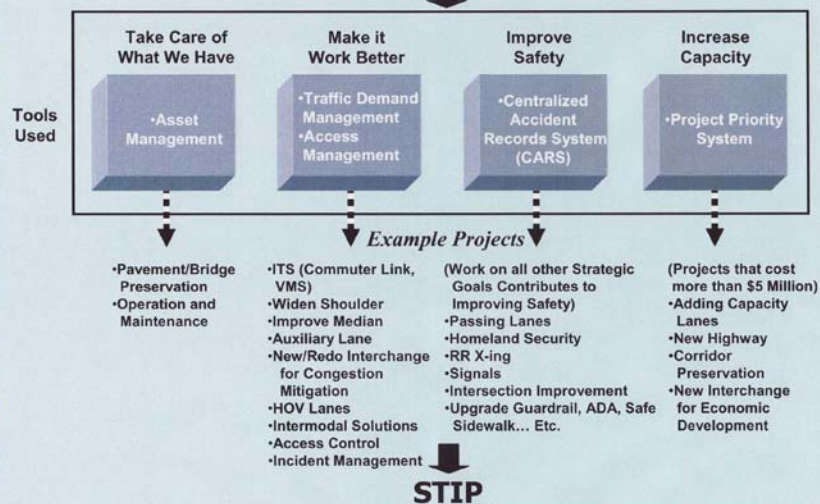 Take Care of
What We Have
Make it
Work Better
Improve
Safety
Increase
Capacity
Tools
Used
•Asset
Management
•Traffic Demand
Management
•Access
Management
•Centralized
Accident
Records System
(CARS)
•Project Priority
System
Example Projects
•Pavement/Bridge
Preservation
•Operation and
Maintenance
•ITS (Commuter Link,
VMS)
•Widen Shoulder
•Improve Median
•Auxiliary Lane
•New/Redo Interchange
for Congestion
Mitigation
•HOV Lanes
•Intermodal Solutions
•Access Control
•Incident Management
(Work on all other Strategic
Goals Contributes to
Improving Safety)
•Passing Lanes
•Homeland Security
•RR X-ing
•Signals
•Intersection Improvement
•Upgrade Guardrail, ADA, Safe
Sidewalk... Etc.
(Projects that cost
more than $5 Million)
•Adding Capacity
Lanes
•New Highway
•Corridor
Preservation
•New Interchange
for Economic
Development
STIP